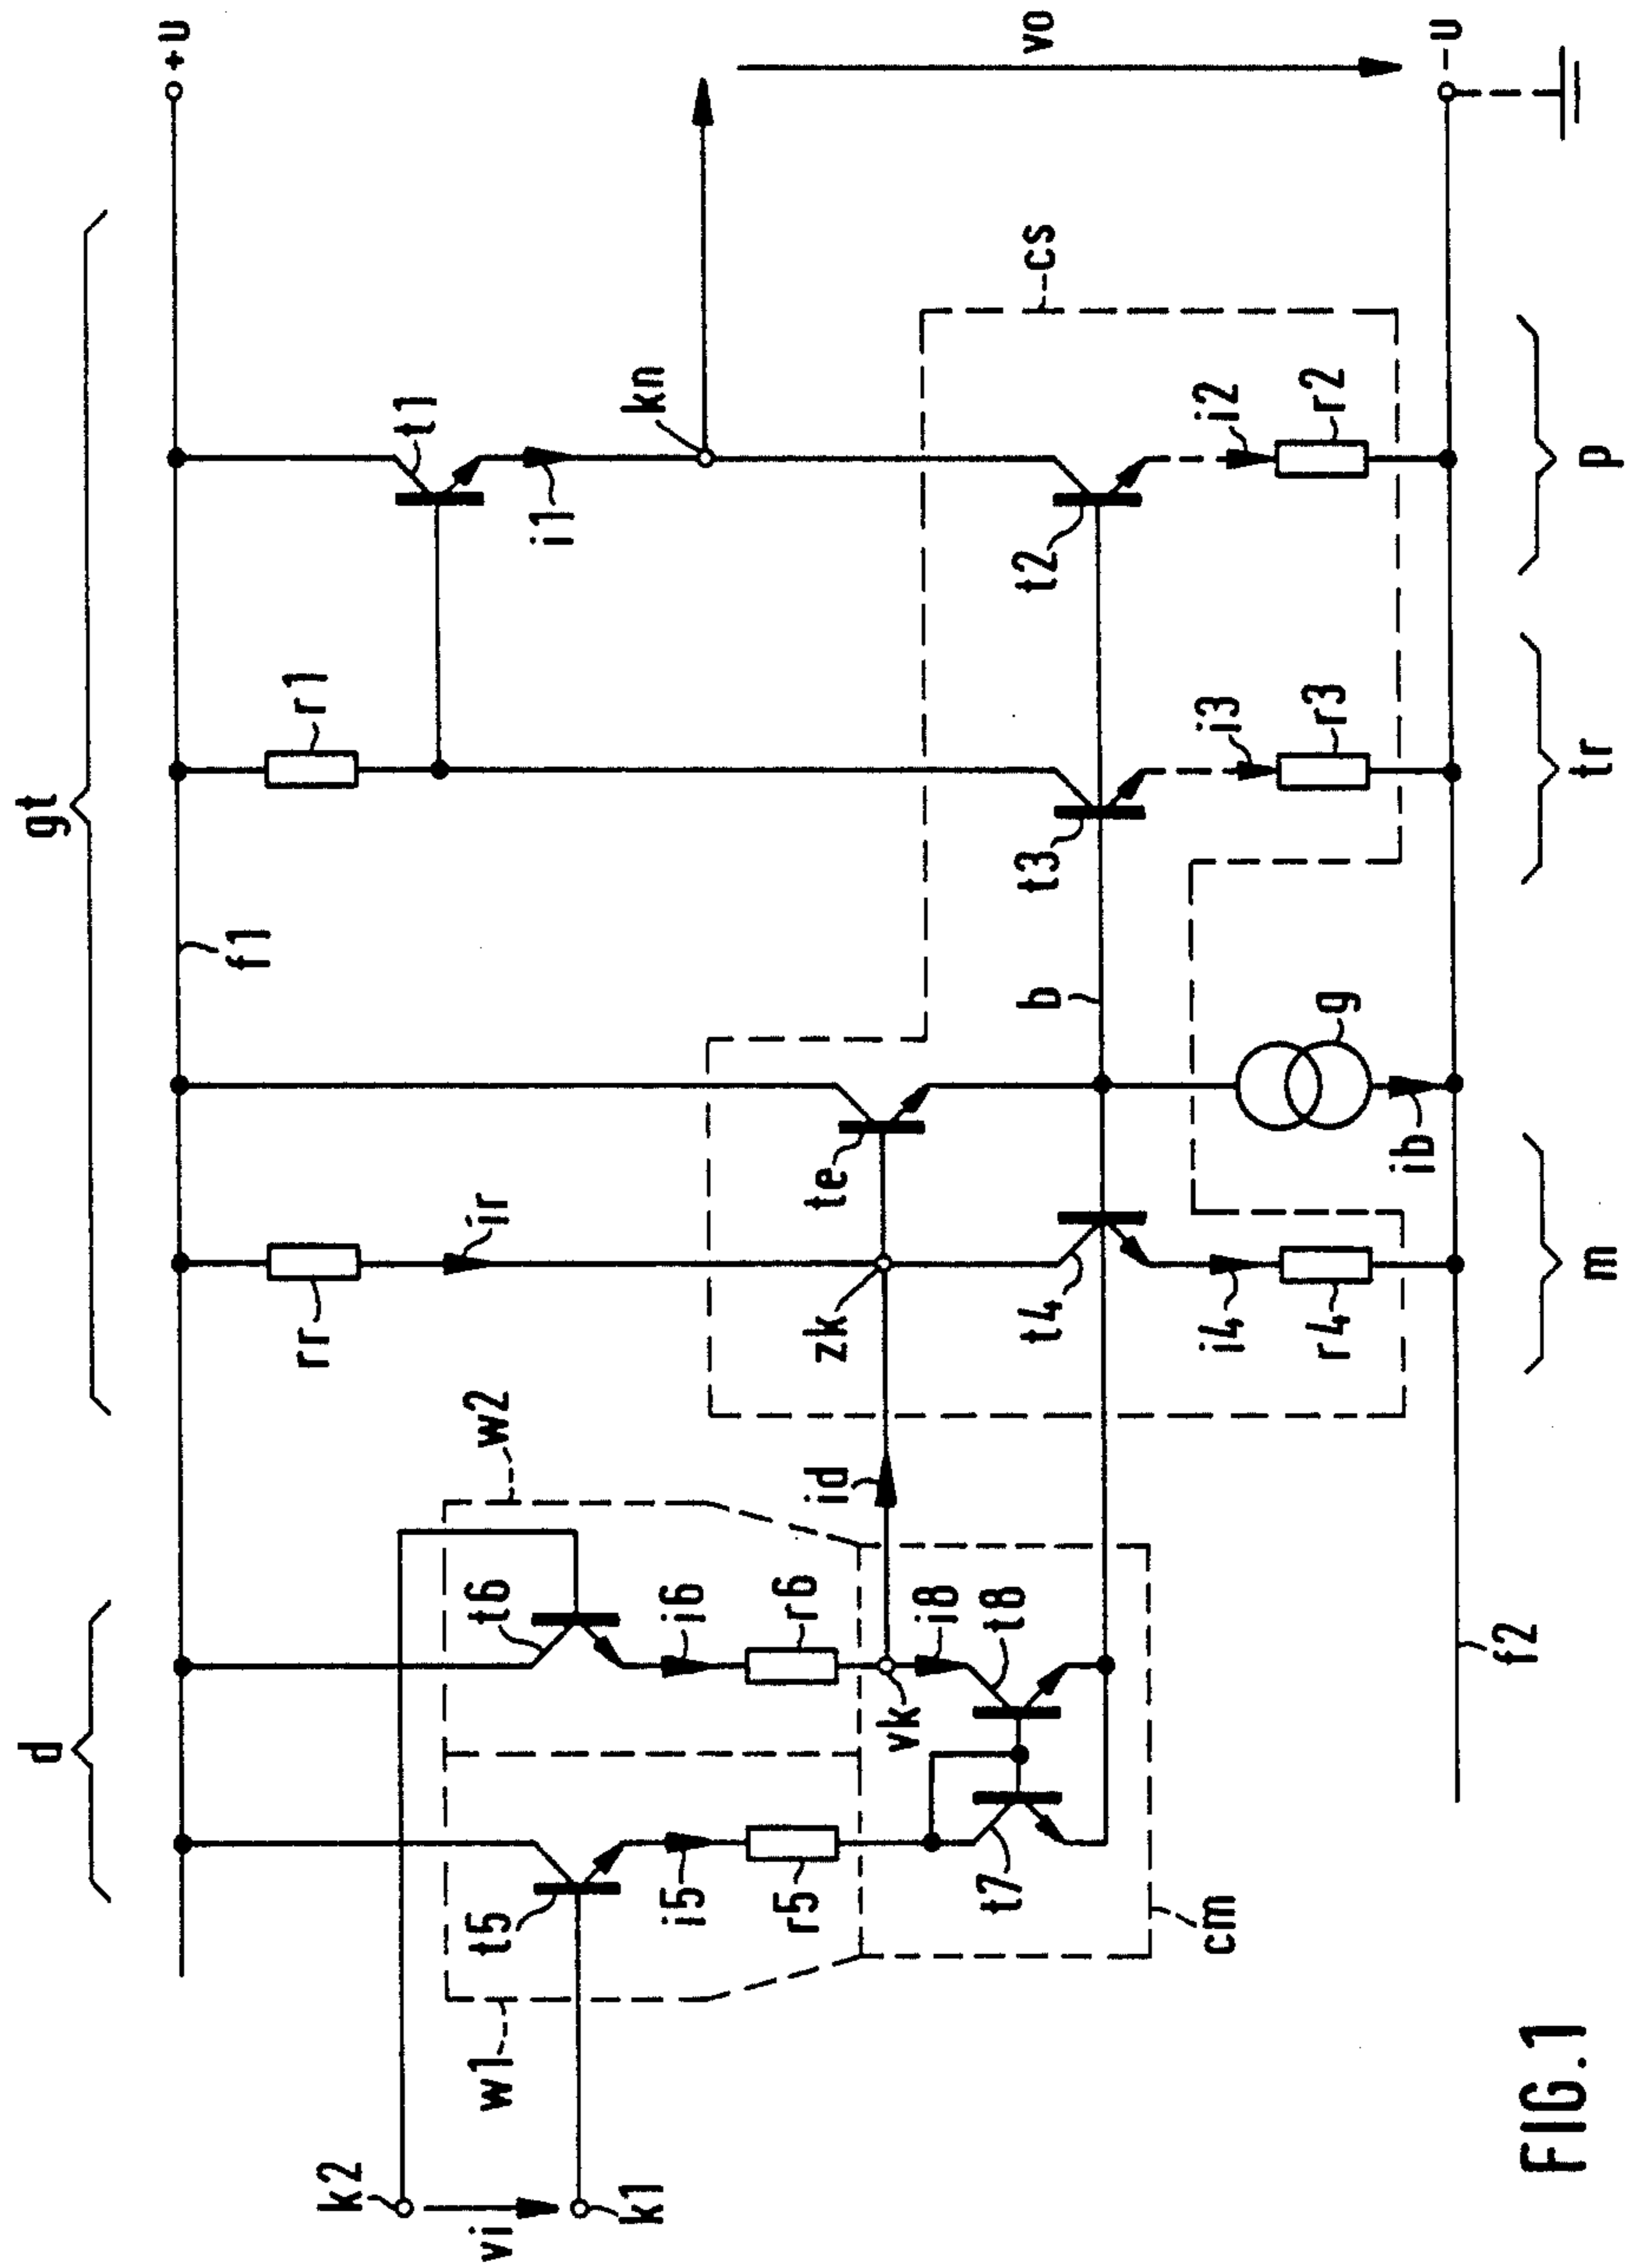 gt
d
+u
f1
rr
ir
r1
t1
i1
kn
vo
k2
vi
k1
w1
w2
t5
t6
i5
i6
r5
r6
id
zk
te
vk
i8
t7
t8
cm
t4
i4
r4
b
g
ib
t3
i3
r3
t2
i2
r2
cs
-u
f2
m
tr
p
FIG.1